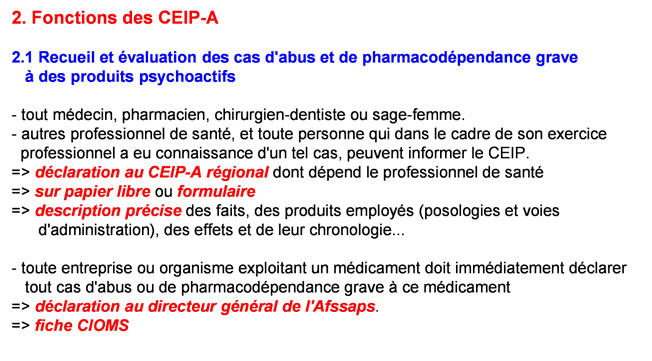 2. Fonctions des CEIP-A
2.1 Recueil et évaluation des cas d'abus et de pharmacodépendance grave
à des produits psychoactifs
- tout médecin, pharmacien, chirurgien-dentiste ou sage-femme.
- autres professionnel de santé, et toute personne qui dans le cadre de son exercice
professionnel a eu connaissance d'un tel cas, peuvent informer le CEIP.
=> déclaration au CEIP-A régional dont dépend le professionnel de santé
=> sur papier libre ou formulaire
=> description précise des faits, des produits employés (posologies et voies
d'administration), des effets et de leur chronologie...
- toute entreprise ou organisme exploitant un médicament doit immédiatement déclarer
tout cas d'abus ou de pharmacodépendance grave à ce médicament
=> déclaration au directeur général de l'Afssaps.
=> fiche CIOMS